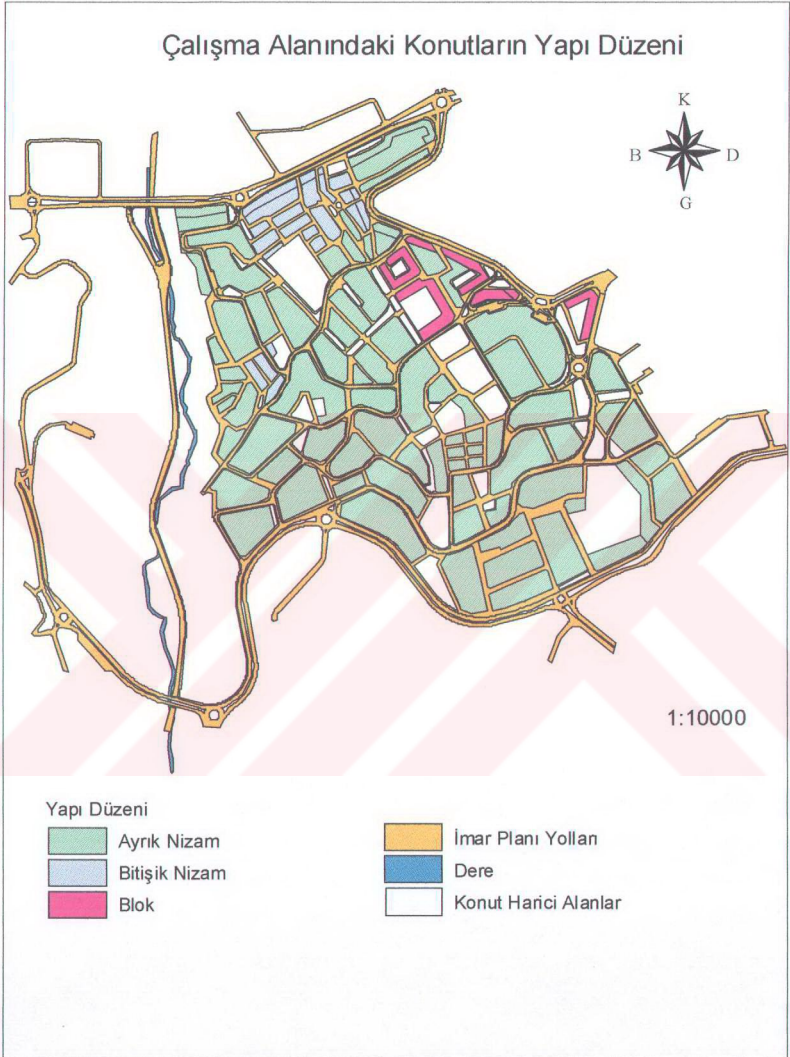 Çalışma Alanındaki Konutların Yapı Düzeni
K
B D
G
1:10000
Yapı Düzeni
Ayrık Nizam
Bitişik Nizam
Blok
İmar Planı Yolları
Dere
Konut Harici Alanlar